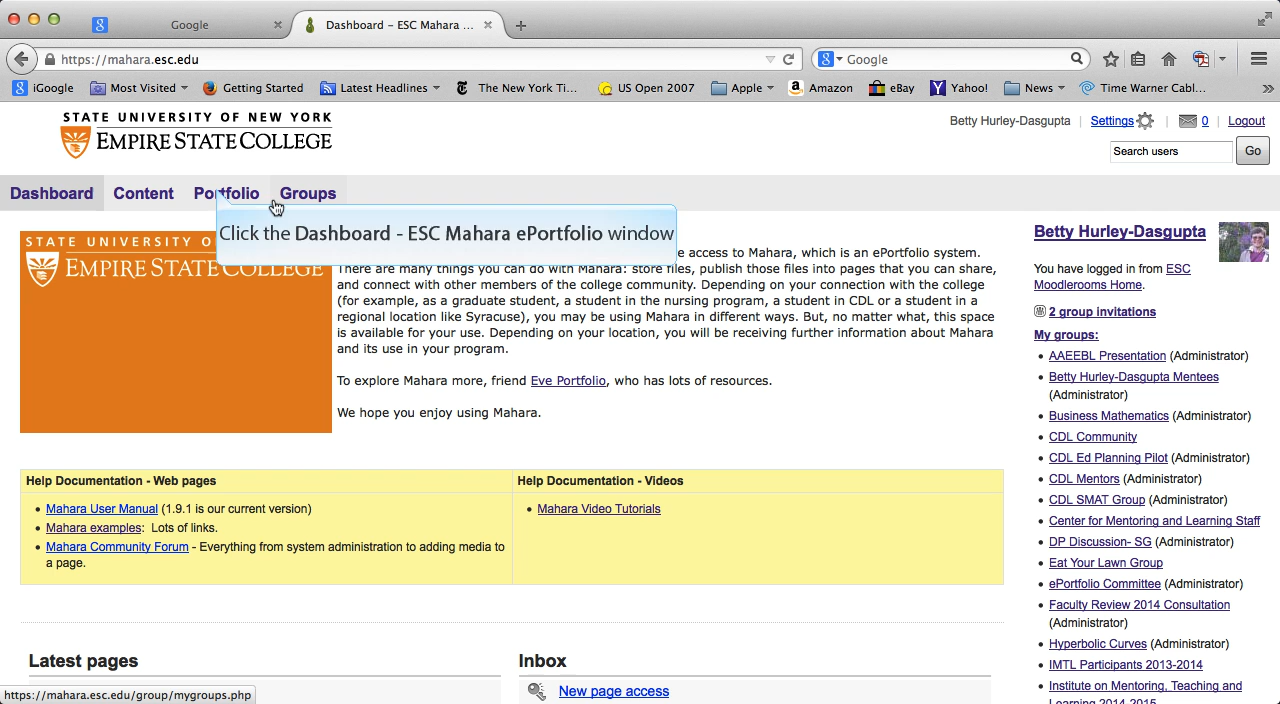 Google
Dashboard - ESC Mahara ...
https://mahara.esc.edu
Google
iGoogle
Most Visited
Getting Started
Latest Headlines
The New York Ti...
US Open 2007
Apple
Amazon
eBay
Yahoo!
News
Time Warner Cabl...
STATE UNIVERSITY OF NEW YORK
EMPIRE STATE COLLEGE
Betty Hurley-Dasgupta
Settings
0
Logout
Search users
Go
Dashboard
Content
Portfolio
Groups
Click the Dashboard - ESC Mahara ePortfolio window
STATE UNIVERSITY O
EMPIRE STATE COLLEGE
e access to Mahara, which is an ePortfolio system.
There are many things you can do with Mahara: store files, publish those files into pages that you can share,
and connect with other members of the college community. Depending on your connection with the college
(for example, as a graduate student, a student in the nursing program, a student in CDL or a student in a
regional location like Syracuse), you may be using Mahara in different ways. But, no matter what, this space
is available for your use. Depending on your location, you will be receiving further information about Mahara
and its use in your program.
To explore Mahara more, friend Eve Portfolio, who has lots of resources.
We hope you enjoy using Mahara.
Help Documentation - Web pages
Mahara User Manual (1.9.1 is our current version)
Mahara examples: Lots of links.
Mahara Community Forum - Everything from system administration to adding media to
a page.
Help Documentation - Videos
Mahara Video Tutorials
Latest pages
Inbox
New page access
https://mahara.esc.edu/group/mygroups.php
Betty Hurley-Dasgupta
You have logged in from ESC
Moodlerooms Home.
2 group invitations
My groups:
AAEEBL Presentation (Administrator)
Betty Hurley-Dasgupta Mentees
(Administrator)
Business Mathematics (Administrator)
CDL Community
CDL Ed Planning Pilot (Administrator)
CDL Mentors (Administrator)
CDL SMAT Group (Administrator)
Center for Mentoring and Learning Staff
DP Discussion- SG (Administrator)
Eat Your Lawn Group
ePortfolio Committee (Administrator)
Faculty Review 2014 Consultation
(Administrator)
Hyperbolic Curves (Administrator)
IMTL Participants 2013-2014
Institute on Mentoring, Teaching and
Learning 2014-2015